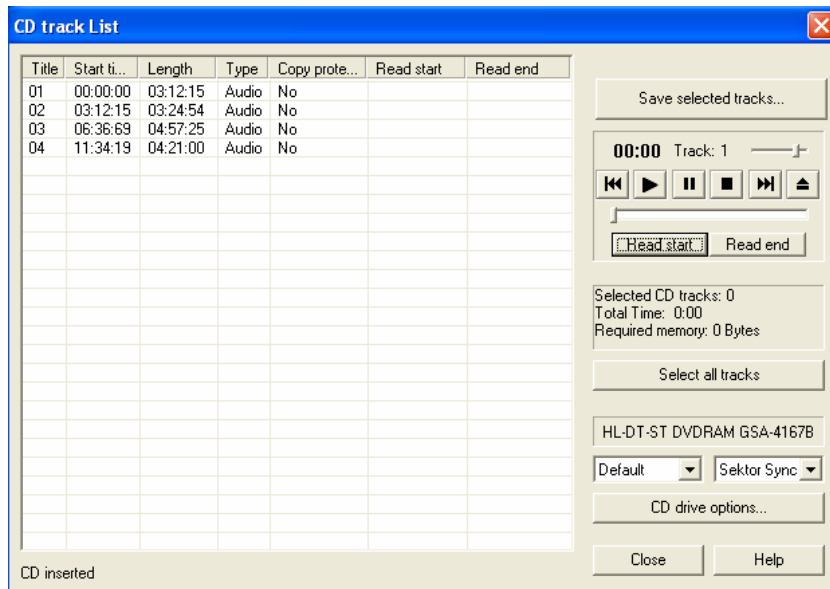 CD track List
Title Start ti... Length Type Copy prote... Read start Read end
01 00:00:00 03:12:15 Audio No
02 03:12:15 03:24:54 Audio No
03 06:36:69 04:57:25 Audio No
04 11:34:19 04:21:00 Audio No
CD inserted
Save selected tracks...
00:00 Track: 1
Read start Read end
Selected CD tracks: 0
Total Time: 0:00
Required memory: 0 Bytes
Select all tracks
HL-DT-ST DVDRAM GSA-4167B
Default Sektor Sync
CD drive options...
Close Help